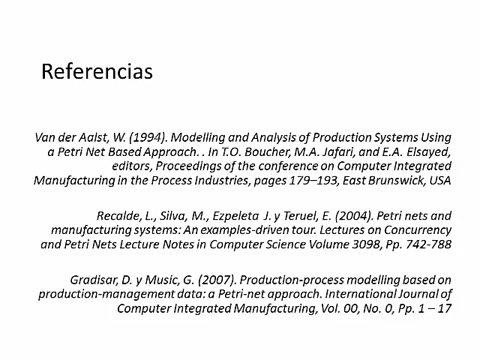 Referencias
Van der Aalst, W. (1994). Modelling and Analysis of Production Systems Using
a Petri Net Based Approach. . In T.O. Boucher, M.A. Jafari, and E.A. Elsayed,
editors, Proceedings of the conference on Computer Integrated
Manufacturing in the Process Industries, pages 179–193, East Brunswick, USA
Recalde, L., Silva, M., Ezpeleta J. y Teruel, E. (2004). Petri nets and
manufacturing systems: An examples-driven tour. Lectures on Concurrency
and Petri Nets Lecture Notes in Computer Science Volume 3098, Pp. 742-788
Gradisar, D. y Music, G. (2007). Production-process modelling based on
production-management data: a Petri-net approach. International Journal of
Computer Integrated Manufacturing, Vol. 00, No. 0, Pp. 1 – 17